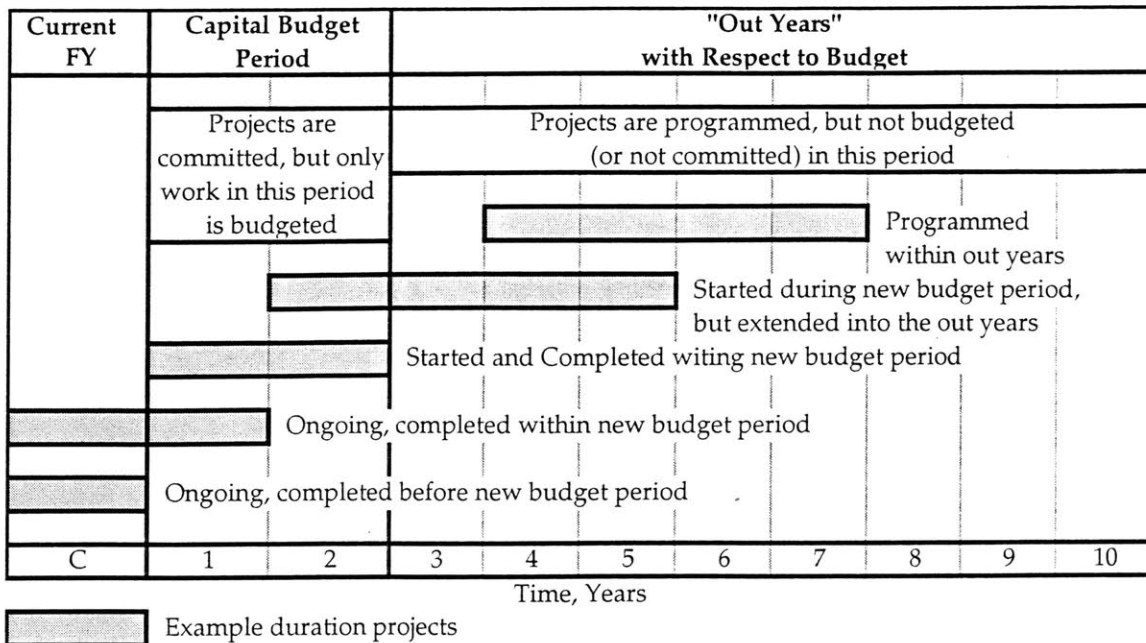 Current
FY
Capital Budget
Period
"Out Years"
with Respect to Budget
Projects are
committed, but only
work in this period
is budgeted
Projects are programmed, but not budgeted
(or not committed) in this period
Programmed
within out years
Started during new budget period,
but extended into the out years
Started and Completed witing new budget period
Ongoing, completed within new budget period
Ongoing, completed before new budget period
C 1 2 3 4 5 6 7 8 9 10
Time, Years
Example duration projects